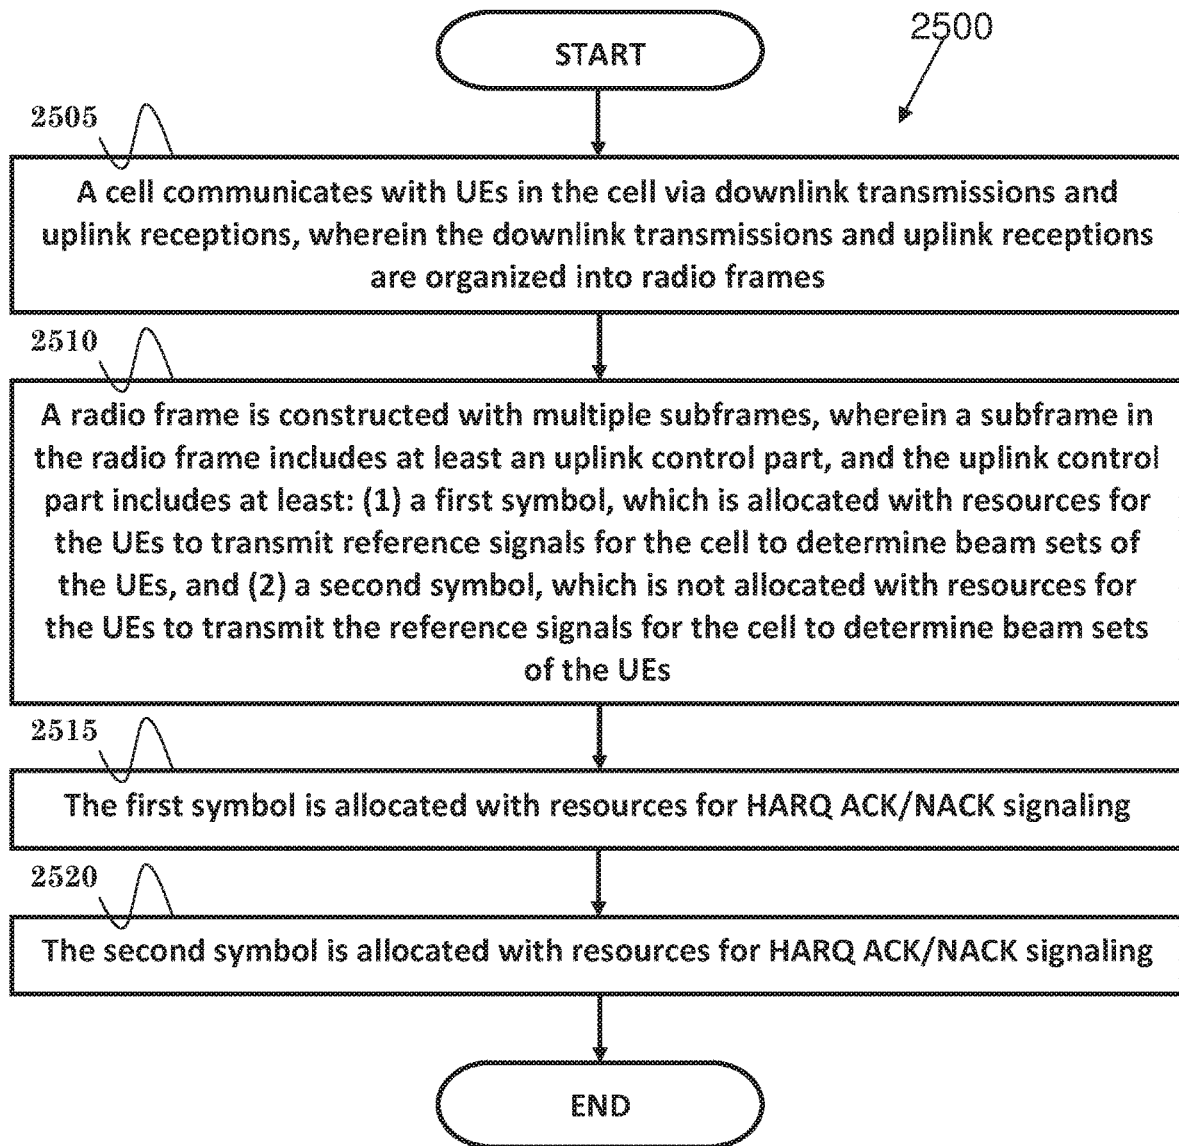 2500
START
2505
A cell communicates with UEs in the cell via downlink transmissions and
uplink receptions, wherein the downlink transmissions and uplink receptions
are organized into radio frames
2510
A radio frame is constructed with multiple subframes, wherein a subframe in
the radio frame includes at least an uplink control part, and the uplink control
part includes at least: (1) a first symbol, which is allocated with resources for
the UEs to transmit reference signals for the cell to determine beam sets of
the UEs, and (2) a second symbol, which is not allocated with resources for
the UEs to transmit the reference signals for the cell to determine beam sets
of the UEs
2515
The first symbol is allocated with resources for HARQ ACK/NACK signaling
2520
The second symbol is allocated with resources for HARQ ACK/NACK signaling
END